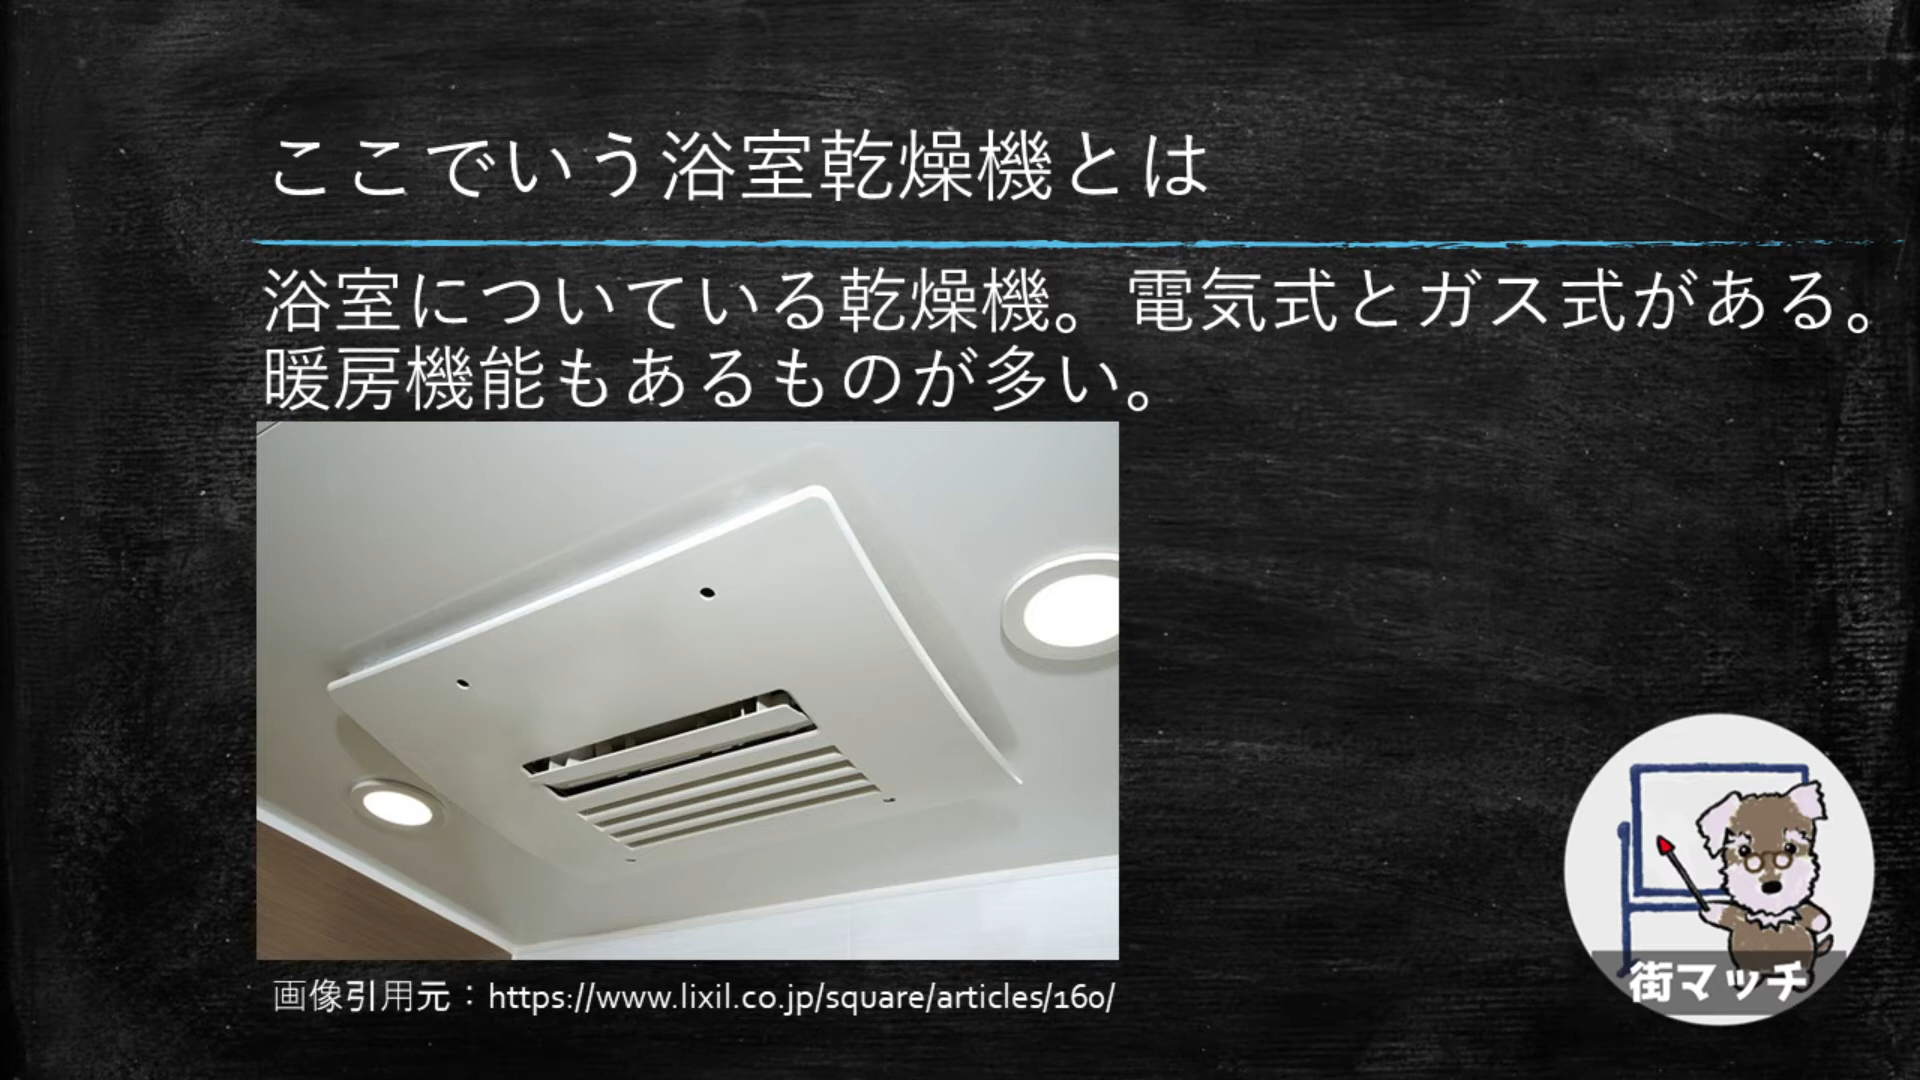 ここでいう浴室乾燥機とは
浴室についている乾燥機。電気式とガス式がある。
暖房機能もあるものが多い。
画像引用元：https://www.lixil.co.jp/square/articles/160/
街マッチ